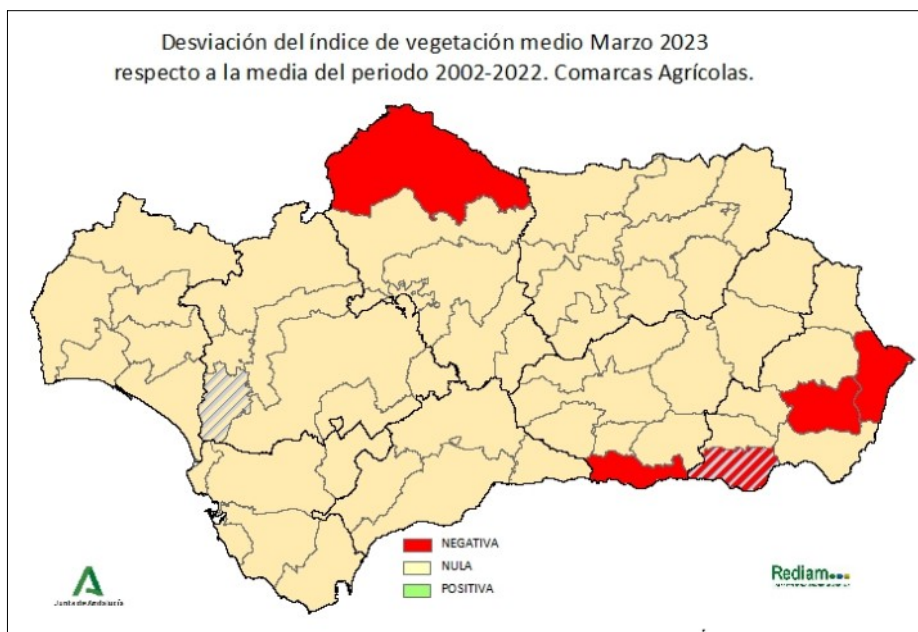 Desviación del índice de vegetación medio Marzo 2023
respecto a la media del periodo 2002-2022. Comarcas Agrícolas.
NEGATIVA
NULA
POSITIVA
Junta de Andalucía
Rediam